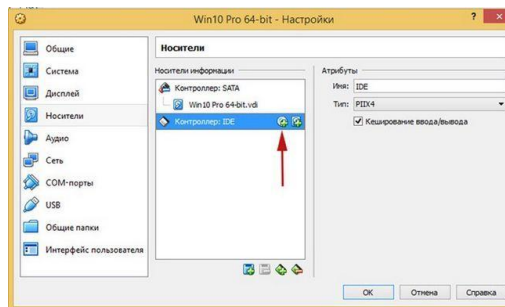 Win10 Pro 64-bit - Настройки
? ×
Общие
Система
Дисплей
Носители
Аудио
Сеть
COM-порты
USB
Общие папки
Интерфейс пользователя
Носители
Носители информации
Контроллер: SATA
Win10 Pro 64-bit.vdi
Контроллер: IDE
Атрибуты
Имя: IDE
Тип: PIIX4
Кеширование ввода/вывода
OK Отмена Справка